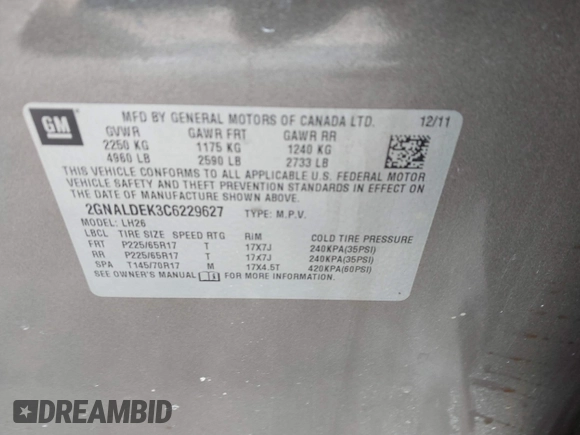 GM
MFD BY GENERAL MOTORS OF CANADA LTD. 12/11
GVWR GAWR FRT GAWR RR
2250 KG 1175 KG 1240 KG
4960 LB 2590 LB 2733 LB
THIS VEHICLE CONFORMS TO ALL APPLICABLE U.S. FEDERAL MOTOR
VEHICLE SAFETY AND THEFT PREVENTION STANDARDS IN EFFECT ON
THE DATE OF MANUFACTURE SHOWN ABOVE.
2GNALDEK3C6229627 TYPE: M.P.V.
MODEL: LH26
LBCL TIRE SIZE SPEED RTG RIM COLD TIRE PRESSURE
FRT P225/65R17 T 17X7J 240KPA(35PSI)
RR P225/65R17 T 17X7J 240KPA(35PSI)
SPA T145/70R17 M 17X4.5T 420KPA(60PSI)
SEE OWNER'S MANUAL FOR MORE INFORMATION.
DREAMBID